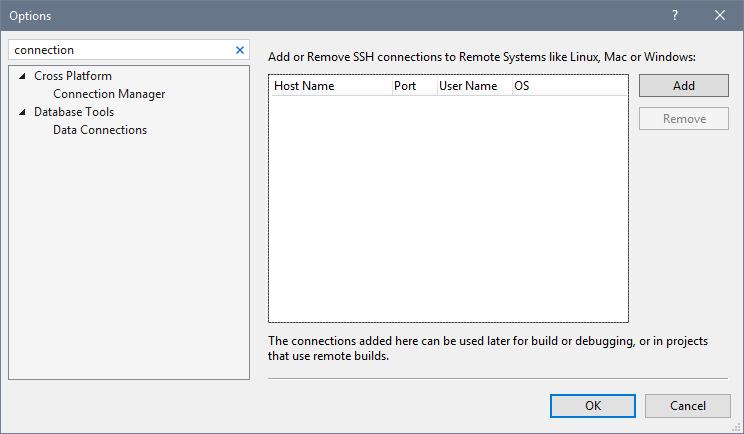 Options
connection
Cross Platform
Connection Manager
Database Tools
Data Connections
Add or Remove SSH connections to Remote Systems like Linux, Mac or Windows:
Host Name Port User Name OS
Add
Remove
The connections added here can be used later for build or debugging, or in projects
that use remote builds.
OK Cancel